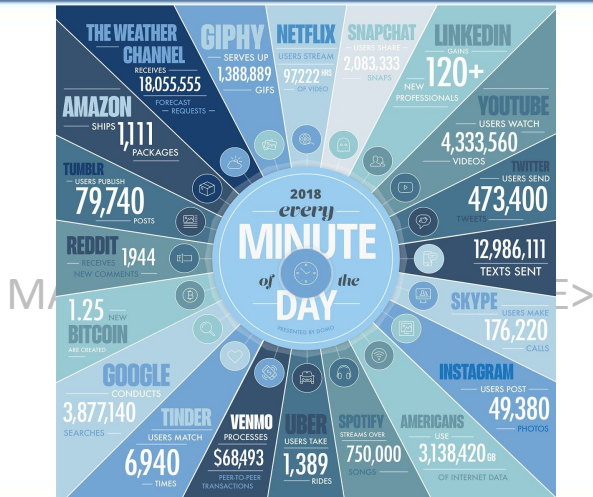 THE WEATHER
CHANNEL
RECEIVES
18,055,555
FORECAST
REQUESTS
GIPHY
SERVES UP
1,388,889
GIFS
NETFLIX
USERS STREAM
97,222 HRS
OF VIDEO
SNAPCHAT
USERS SHARE
2,083,333
SNAPS
LINKEDIN
GAINS
120+
NEW
PROFESSIONALS
YOUTUBE
USERS WATCH
4,333,560
VIDEOS
TWITTER
USERS SEND
473,400
TWEETS
12,986,111
TEXTS SENT
SKYPE
USERS MAKE
176,220
CALLS
INSTAGRAM
USERS POST
49,380
PHOTOS
AMERICANS
USE
3,138,420 GB
OF INTERNET DATA
SPOTIFY
STREAMS OVER
750,000
SONGS
UBER
USERS TAKE
1,389
RIDES
VENMO
PROCESSES
$68,493
PEER-TO-PEER
TRANSACTIONS
TINDER
USERS MATCH
6,940
TIMES
GOOGLE
CONDUCTS
3,877,140
SEARCHES
1.25 NEW
BITCOIN
ARE CREATED
REDDIT
RECEIVES 1,944
NEW COMMENTS
TUMBLR
USERS PUBLISH
79,740
POSTS
AMAZON
SHIPS 1,111
PACKAGES
2018
every
MINUTE
of the
DAY
PRESENTED BY DOMO
MA
E>